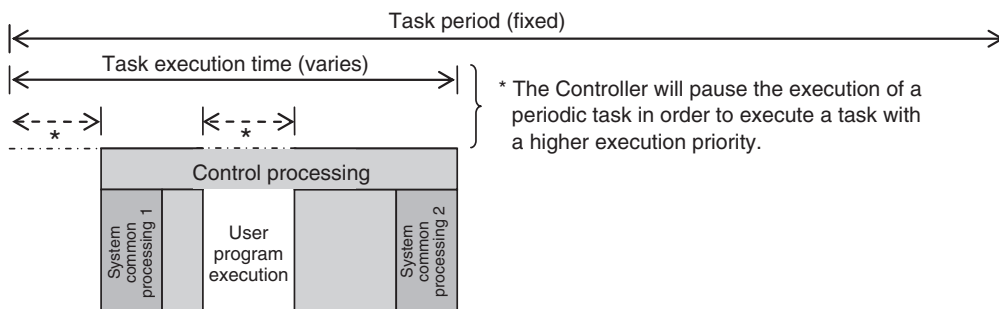 Task period (fixed)
Task execution time (varies)
* The Controller will pause the execution of a
periodic task in order to execute a task with
a higher execution priority.
*
*
Control processing
System
common
processing 1
User
program
execution
System
common
processing 2